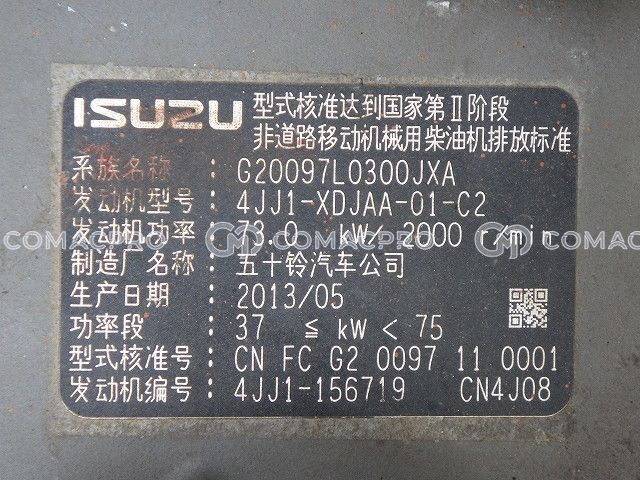 ISUZU 型式核准达到国家第Ⅱ阶段
非道路移动机械用柴油机排放标准
系族名称 : G20097L0300JXA
发动机型号 : 4JJ1-XDJAA-01-C2
发动机功率 : 73.0 kW- 2000 r/min
COMACPRO COMACPRO COMACPRO
制造厂名称 : 五十铃汽车公司
生产日期 : 2013/05
功率段 : 37 ≦ kW < 75
型式核准号 : CN FC G2 0097 11 0001
发动机编号 : 4JJ1-156719 CN4J08